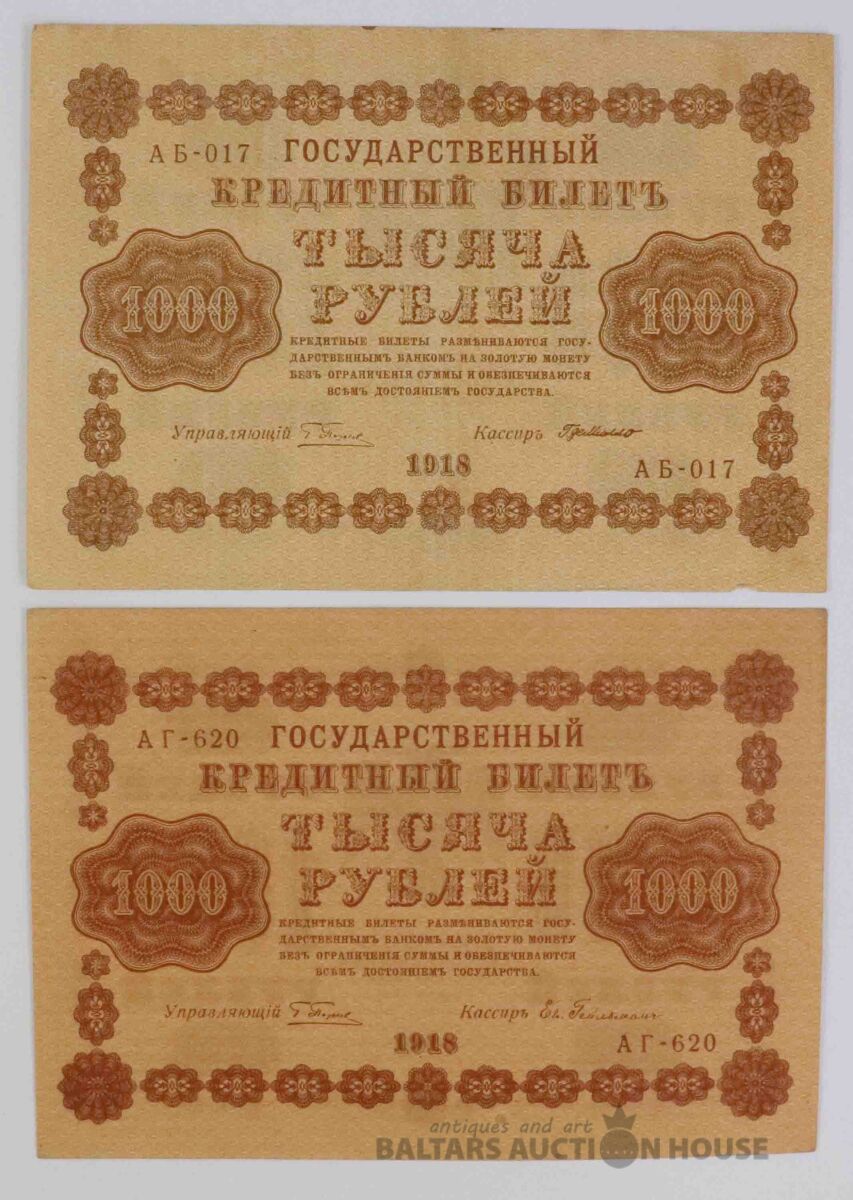 АБ-017 ГОСУДАРСТВЕННЫЙ
КРЕДИТНЫЙ БИЛЕТЪ
ТЫСЯЧА
РУБЛЕЙ
1000 1000
КРЕДИТНЫЕ БИЛЕТЫ РАЗМѢНИВАЮТСЯ ГОСУ-
ДАРСТВЕННЫМЪ БАНКОМЪ НА ЗОЛОТУЮ МОНЕТУ
БЕЗЪ ОГРАНИЧЕНІЯ СУММЫ И ОБЕЗПЕЧИВАЮТСЯ
ВСѢМЪ ДОСТОЯНІЕМЪ ГОСУДАРСТВА.
Управляющій Кассиръ
1918
АБ-017
АГ-620 ГОСУДАРСТВЕННЫЙ
КРЕДИТНЫЙ БИЛЕТЪ
ТЫСЯЧА
РУБЛЕЙ
1000 1000
КРЕДИТНЫЕ БИЛЕТЫ РАЗМѢНИВАЮТСЯ ГОСУ-
ДАРСТВЕННЫМЪ БАНКОМЪ НА ЗОЛОТУЮ МОНЕТУ
БЕЗЪ ОГРАНИЧЕНІЯ СУММЫ И ОБЕЗПЕЧИВАЮТСЯ
ВСѢМЪ ДОСТОЯНІЕМЪ ГОСУДАРСТВА.
Управляющій Кассиръ
1918
АГ-620
antiques and art
BALTARS AUCTION HOUSE